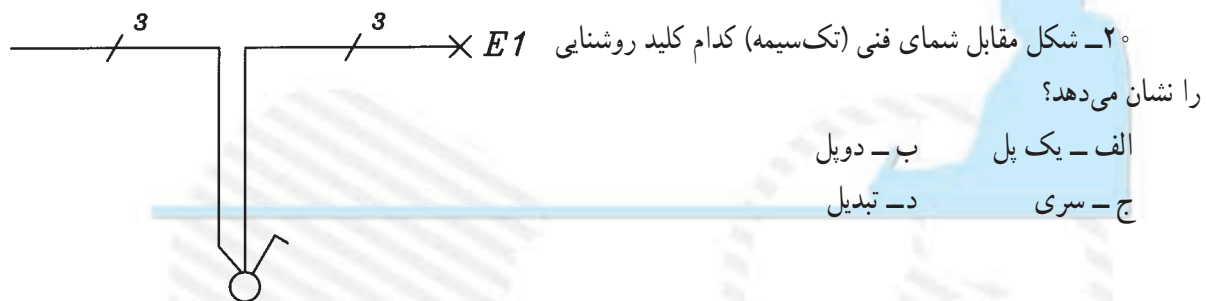 ۲۰ــ شکل مقابل شمای فنی (تک‌سیمه) کدام کلید روشنایی
را نشان می‌دهد؟
الف ــ یک پل ب ــ دوپل
ج ــ سری د ــ تبدیل
3 3 E1